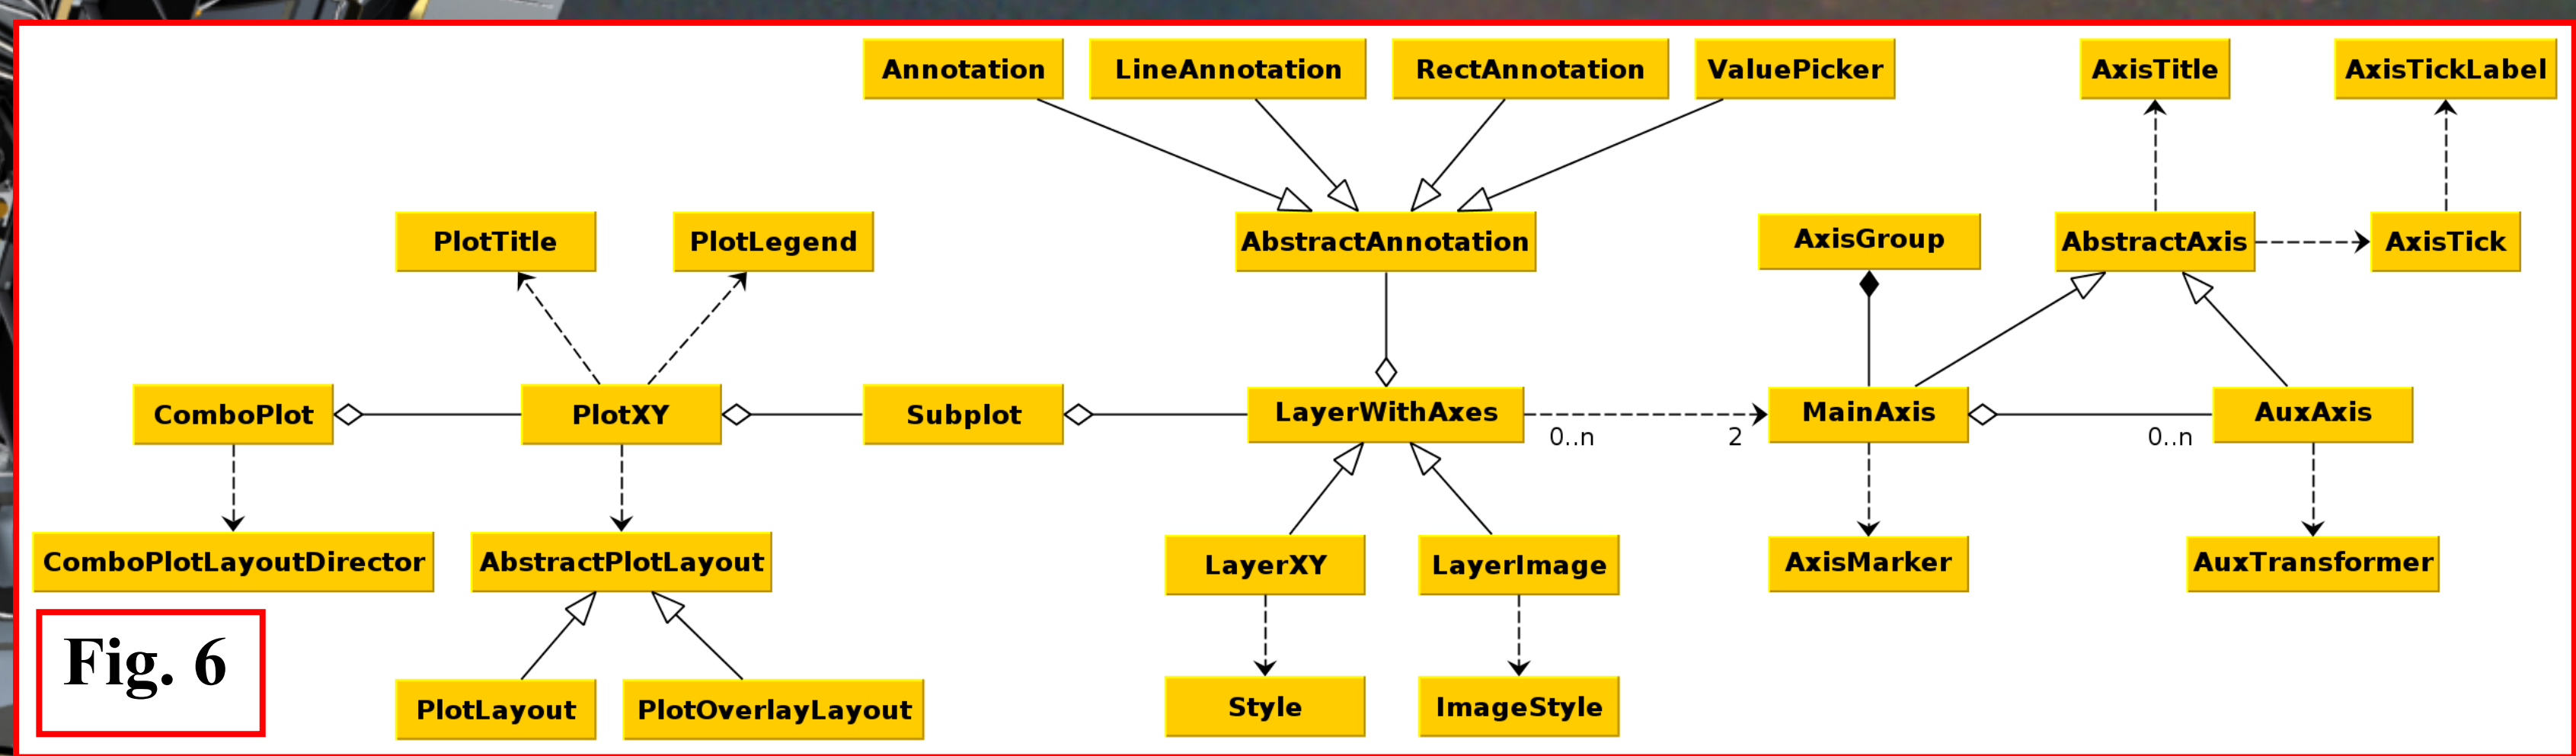 Annotation
LineAnnotation
RectAnnotation
ValuePicker
AxisTitle
AxisTickLabel
PlotTitle
PlotLegend
AbstractAnnotation
AxisGroup
AbstractAxis
AxisTick
ComboPlot
PlotXY
Subplot
LayerWithAxes
0..n
2
MainAxis
0..n
AuxAxis
ComboPlotLayoutDirector
AbstractPlotLayout
LayerXY
LayerImage
AxisMarker
AuxTransformer
Fig. 6
PlotLayout
PlotOverlayLayout
Style
ImageStyle